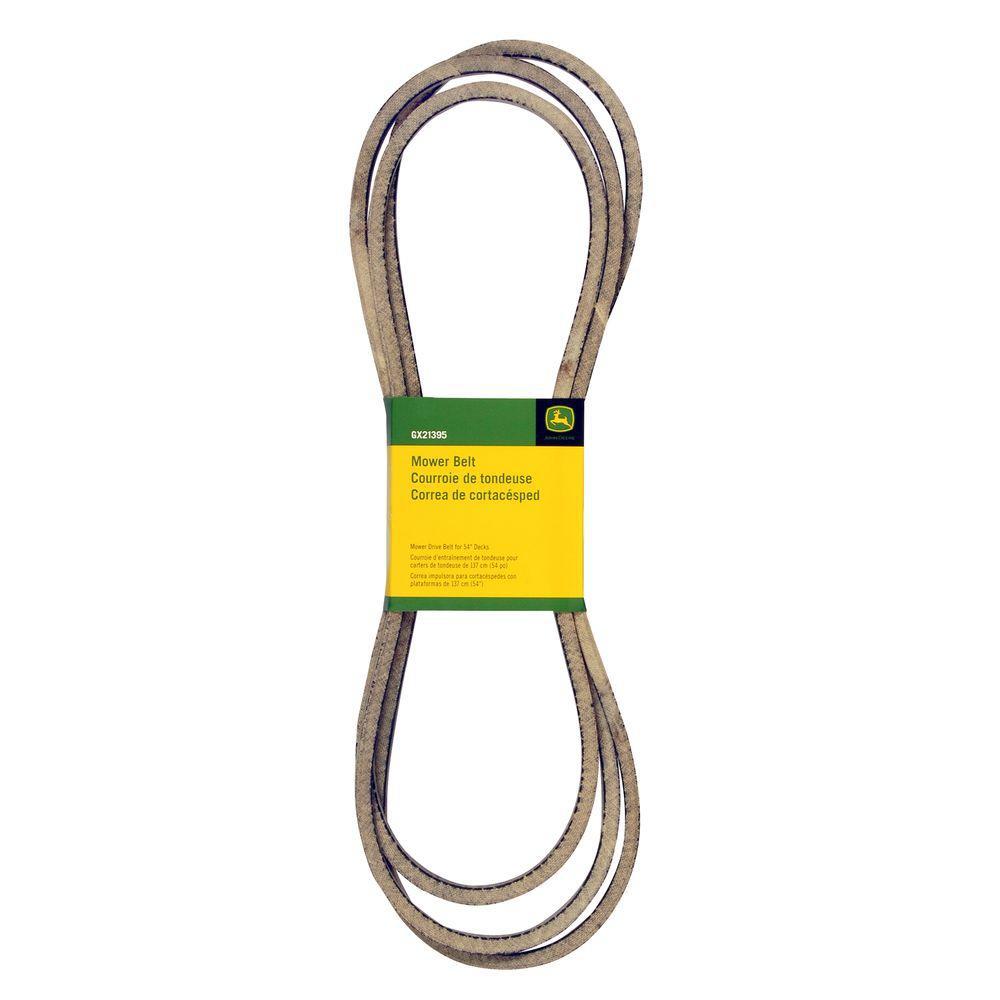 GX21395
JOHN DEERE
Mower Belt
Courroie de tondeuse
Correa de cortacésped
Mower Drive Belt for 54" Decks
Courroie d'entraînement de tondeuse pour
carters de tondeuse de 137 cm (54 po)
Correa impulsora para cortacéspedes con
plataformas de 137 cm (54")